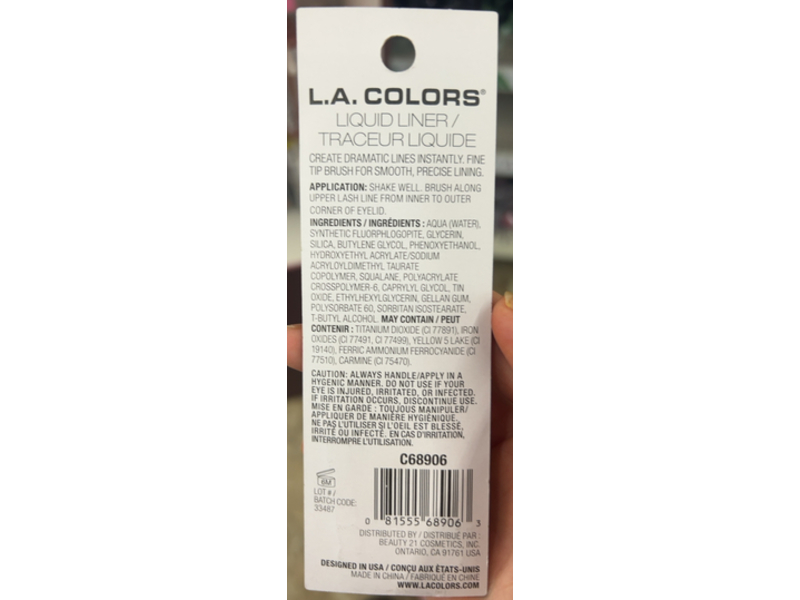 L.A. COLORS®
LIQUID LINER /
TRACEUR LIQUIDE
CREATE DRAMATIC LINES INSTANTLY. FINE
TIP BRUSH FOR SMOOTH, PRECISE LINING.
APPLICATION: SHAKE WELL. BRUSH ALONG
UPPER LASH LINE FROM INNER TO OUTER
CORNER OF EYELID.
INGREDIENTS / INGRÉDIENTS : AQUA (WATER),
SYNTHETIC FLUORPHLOGOPITE, GLYCERIN,
SILICA, BUTYLENE GLYCOL, PHENOXYETHANOL,
HYDROXYETHYL ACRYLATE/SODIUM
ACRYLOYLDIMETHYL TAURATE
COPOLYMER, SQUALANE, POLYACRYLATE
CROSSPOLYMER-6, CAPRYLYL GLYCOL, TIN
OXIDE, ETHYLHEXYLGLYCERIN, GELLAN GUM,
POLYSORBATE 60, SORBITAN ISOSTEARATE,
T-BUTYL ALCOHOL. MAY CONTAIN / PEUT
CONTENIR : TITANIUM DIOXIDE (CI 77891), IRON
OXIDES (CI 77491, CI 77499), YELLOW 5 LAKE (CI
19140), FERRIC AMMONIUM FERROCYANIDE (CI
77510), CARMINE (CI 75470).
CAUTION: ALWAYS HANDLE/APPLY IN A
HYGENIC MANNER. DO NOT USE IF YOUR
EYE IS INJURED, IRRITATED, OR INFECTED.
IF IRRITATION OCCURS, DISCONTINUE USE.
MISE EN GARDE : TOUJOUS MANIPULER/
APPLIQUER DE MANIÈRE HYGIÉNIQUE.
NE PAS L'UTILISER SI L'OEIL EST BLESSÉ,
IRRITÉ OU INFECTÉ. EN CAS D'IRRITATION,
INTERROMPRE L'UTILISATION.
C68906
6M
LOT # /
BATCH CODE:
33487
0 81555 68906 3
DISTRIBUTED BY / DISTRIBUÉ PAR :
BEAUTY 21 COSMETICS, INC.
ONTARIO, CA 91761 USA
DESIGNED IN USA / CONÇU AUX ÉTATS-UNIS
MADE IN CHINA / FABRIQUÉ EN CHINE
WWW.LACOLORS.COM